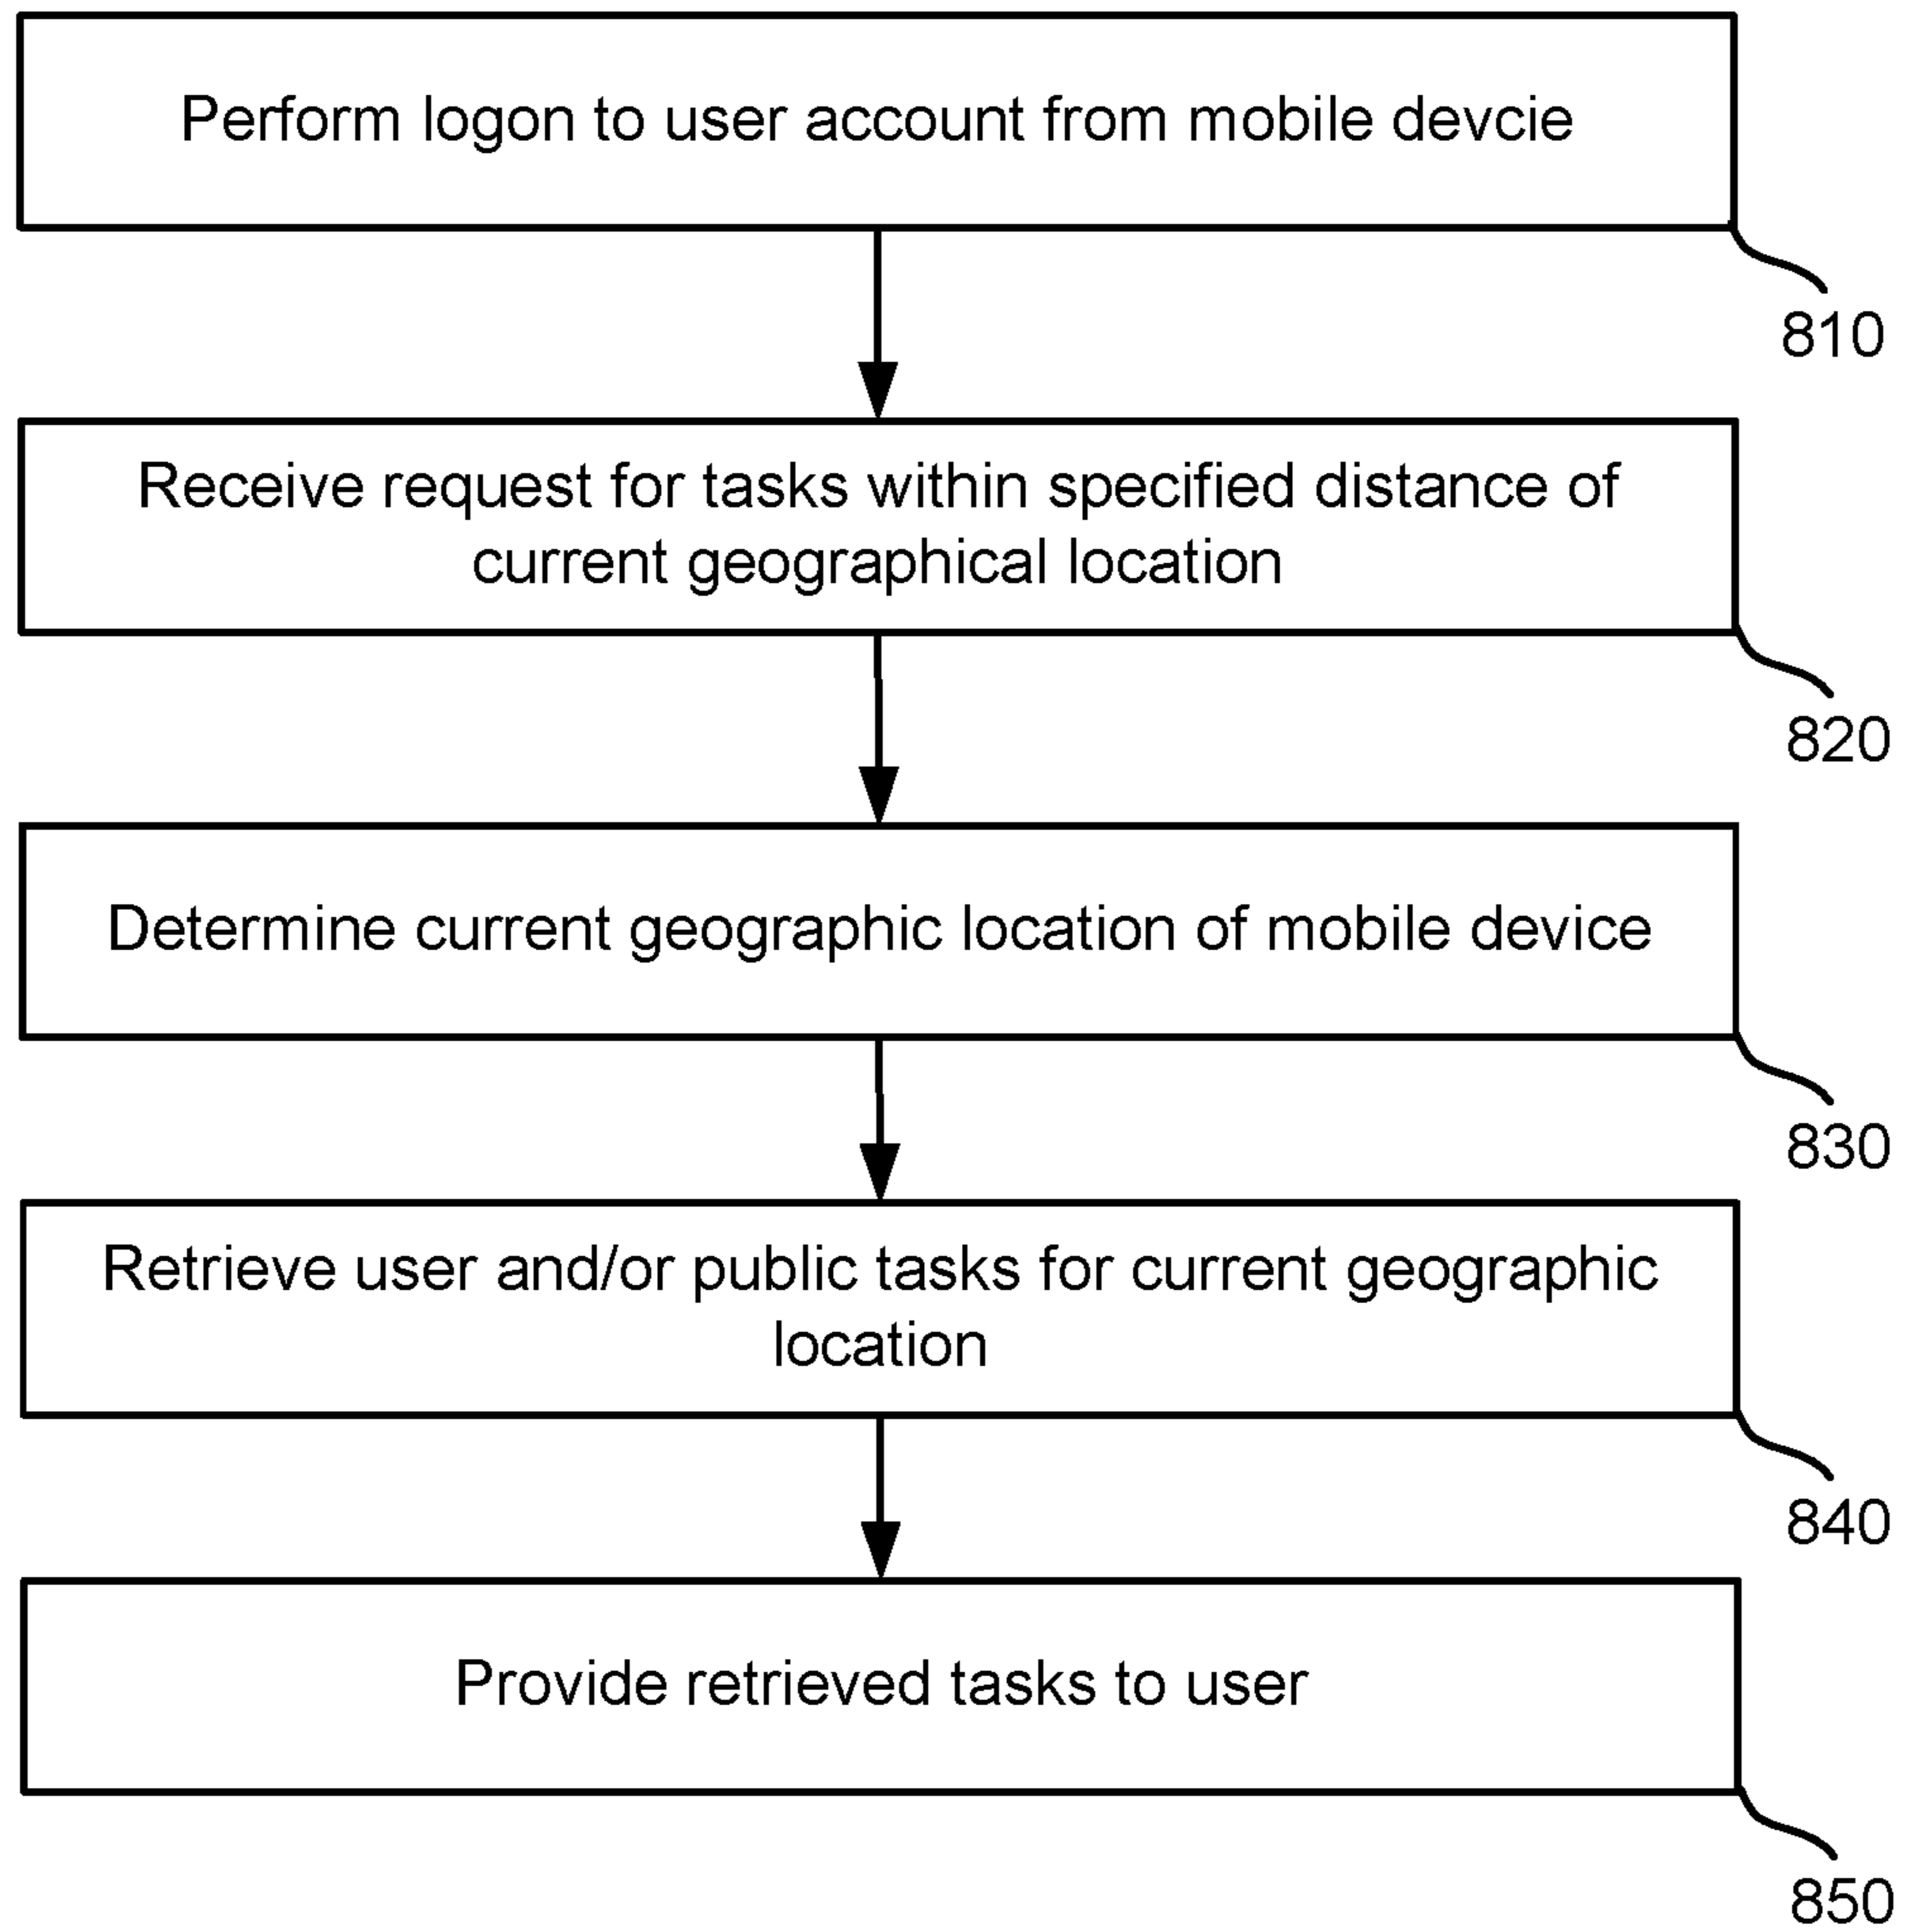 Perform logon to user account from mobile devcie
810
Receive request for tasks within specified distance of
current geographical location
820
Determine current geographic location of mobile device
830
Retrieve user and/or public tasks for current geographic
location
840
Provide retrieved tasks to user
850